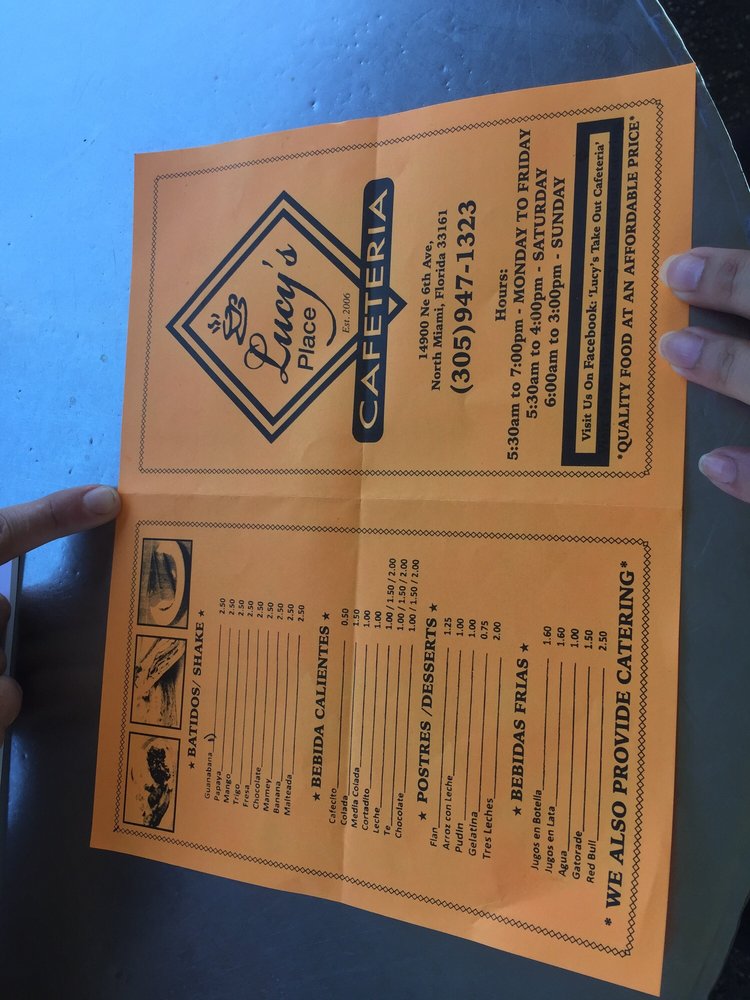 ★ BATIDOS/ SHAKE ★
Guanabana 2.50
Papaya 2.50
Mango 2.50
Trigo 2.50
Fresa 2.50
Chocolate 2.50
Mamey 2.50
Banana 2.50
Malteada 2.50
★ BEBIDA CALIENTES ★
Cafecito 0.50
Colada 1.50
Media Colada 1.00
Cortadito 1.00
Leche 1.00 / 1.50 / 2.00
Te 1.00 / 1.50 / 2.00
Chocolate 1.00 / 1.50 / 2.00
★ POSTRES /DESSERTS ★
Flan 1.25
Arroz con Leche 1.00
Pudin 1.00
Gelatina 0.75
Tres Leches 2.00
★ BEBIDAS FRIAS ★
Jugos en Botella 1.60
Jugos en Lata 1.60
Agua 1.00
Gatorade 1.50
Red Bull 2.50
* WE ALSO PROVIDE CATERING*
Lucy's
Place
Est. 2006
CAFETERIA
14900 Ne 6th Ave,
North Miami, Florida 33161
(305)947-1323
Hours:
5:30am to 7:00pm - MONDAY TO FRIDAY
5:30am to 4:00pm - SATURDAY
6:00am to 3:00pm - SUNDAY
Visit Us On Facebook: 'Lucy's Take Out Cafeteria'
*QUALITY FOOD AT AN AFFORDABLE PRICE*